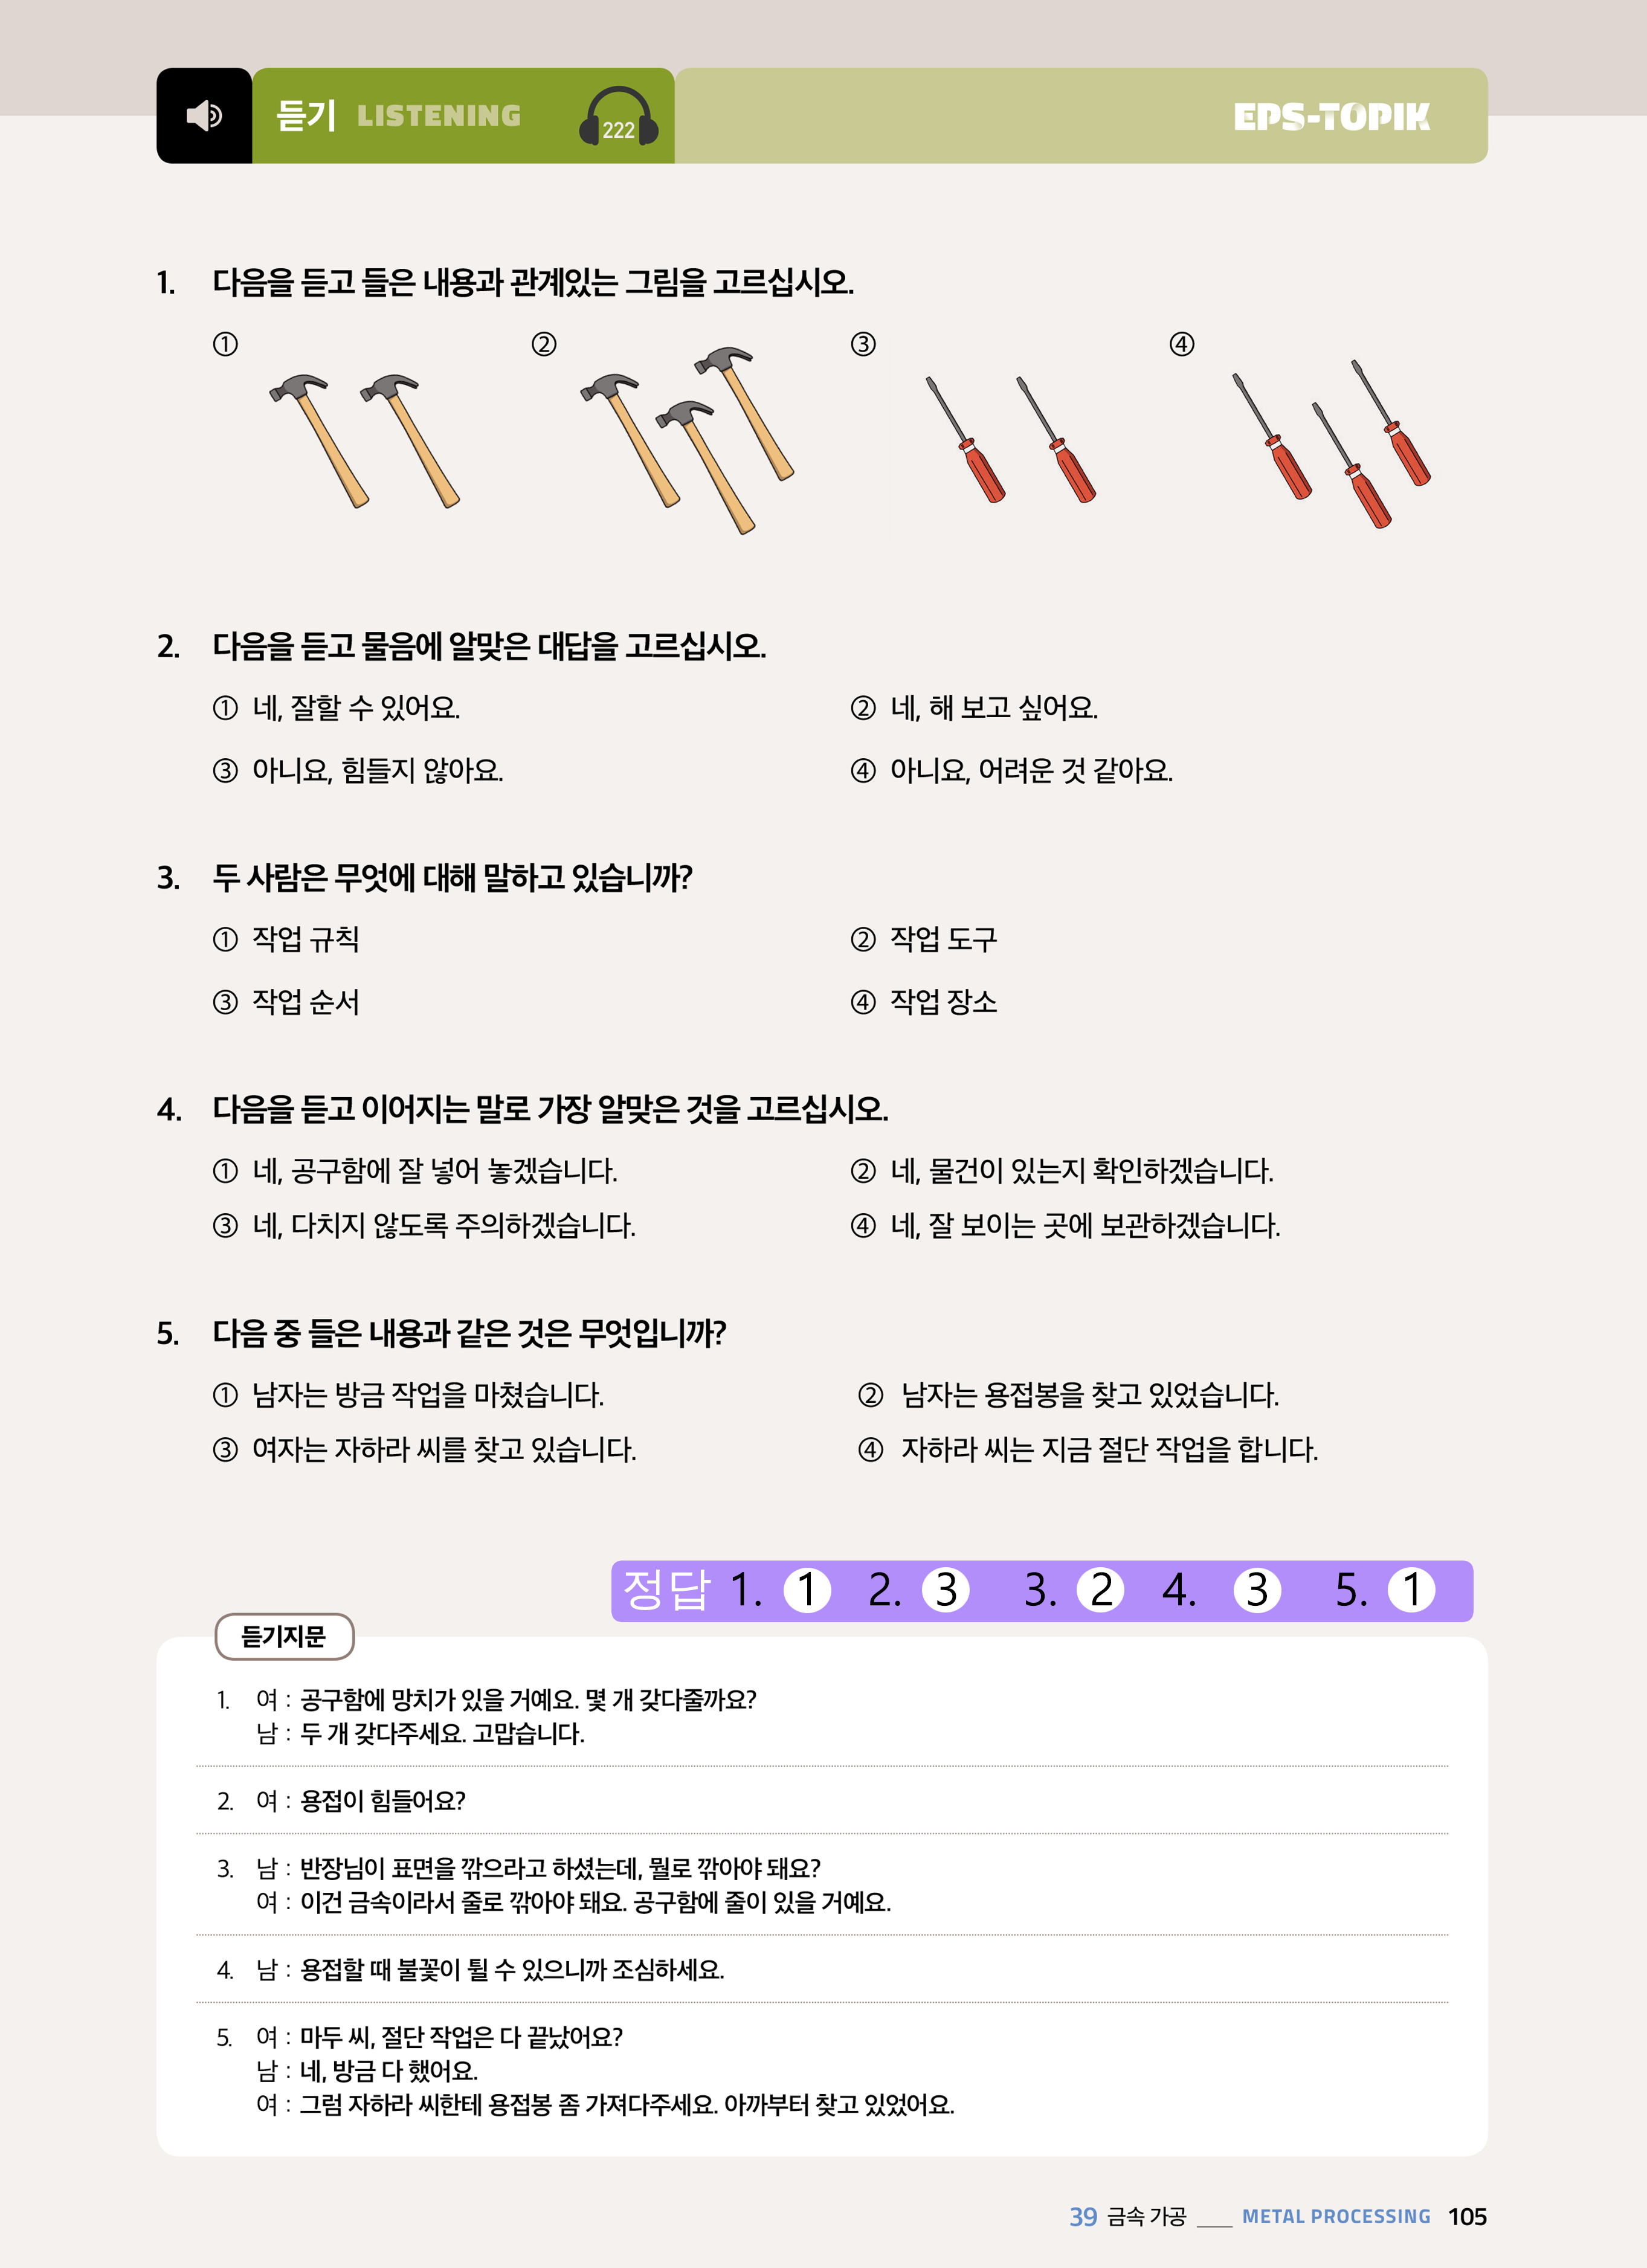 듣기 LISTENING 222 EPS-TOPIK
1. 다음을 듣고 들은 내용과 관계있는 그림을 고르십시오.
① ② ③ ④
2. 다음을 듣고 물음에 알맞은 대답을 고르십시오.
① 네, 잘할 수 있어요. ② 네, 해 보고 싶어요.
③ 아니요, 힘들지 않아요. ④ 아니요, 어려운 것 같아요.
3. 두 사람은 무엇에 대해 말하고 있습니까?
① 작업 규칙 ② 작업 도구
③ 작업 순서 ④ 작업 장소
4. 다음을 듣고 이어지는 말로 가장 알맞은 것을 고르십시오.
① 네, 공구함에 잘 넣어 놓겠습니다. ② 네, 물건이 있는지 확인하겠습니다.
③ 네, 다치지 않도록 주의하겠습니다. ④ 네, 잘 보이는 곳에 보관하겠습니다.
5. 다음 중 들은 내용과 같은 것은 무엇입니까?
① 남자는 방금 작업을 마쳤습니다. ② 남자는 용접봉을 찾고 있었습니다.
③ 여자는 자하라 씨를 찾고 있습니다. ④ 자하라 씨는 지금 절단 작업을 합니다.
정답 1. 1 2. 3 3. 2 4. 3 5. 1
듣기지문
1. 여 : 공구함에 망치가 있을 거예요. 몇 개 갖다줄까요?
남 : 두 개 갖다주세요. 고맙습니다.
2. 여 : 용접이 힘들어요?
3. 남 : 반장님이 표면을 깎으라고 하셨는데, 뭘로 깎아야 돼요?
여 : 이건 금속이라서 줄로 깎아야 돼요. 공구함에 줄이 있을 거예요.
4. 남 : 용접할 때 불꽃이 튈 수 있으니까 조심하세요.
5. 여 : 마두 씨, 절단 작업은 다 끝났어요?
남 : 네, 방금 다 했어요.
여 : 그럼 자하라 씨한테 용접봉 좀 가져다주세요. 아까부터 찾고 있었어요.
39 금속 가공 ___ METAL PROCESSING 105